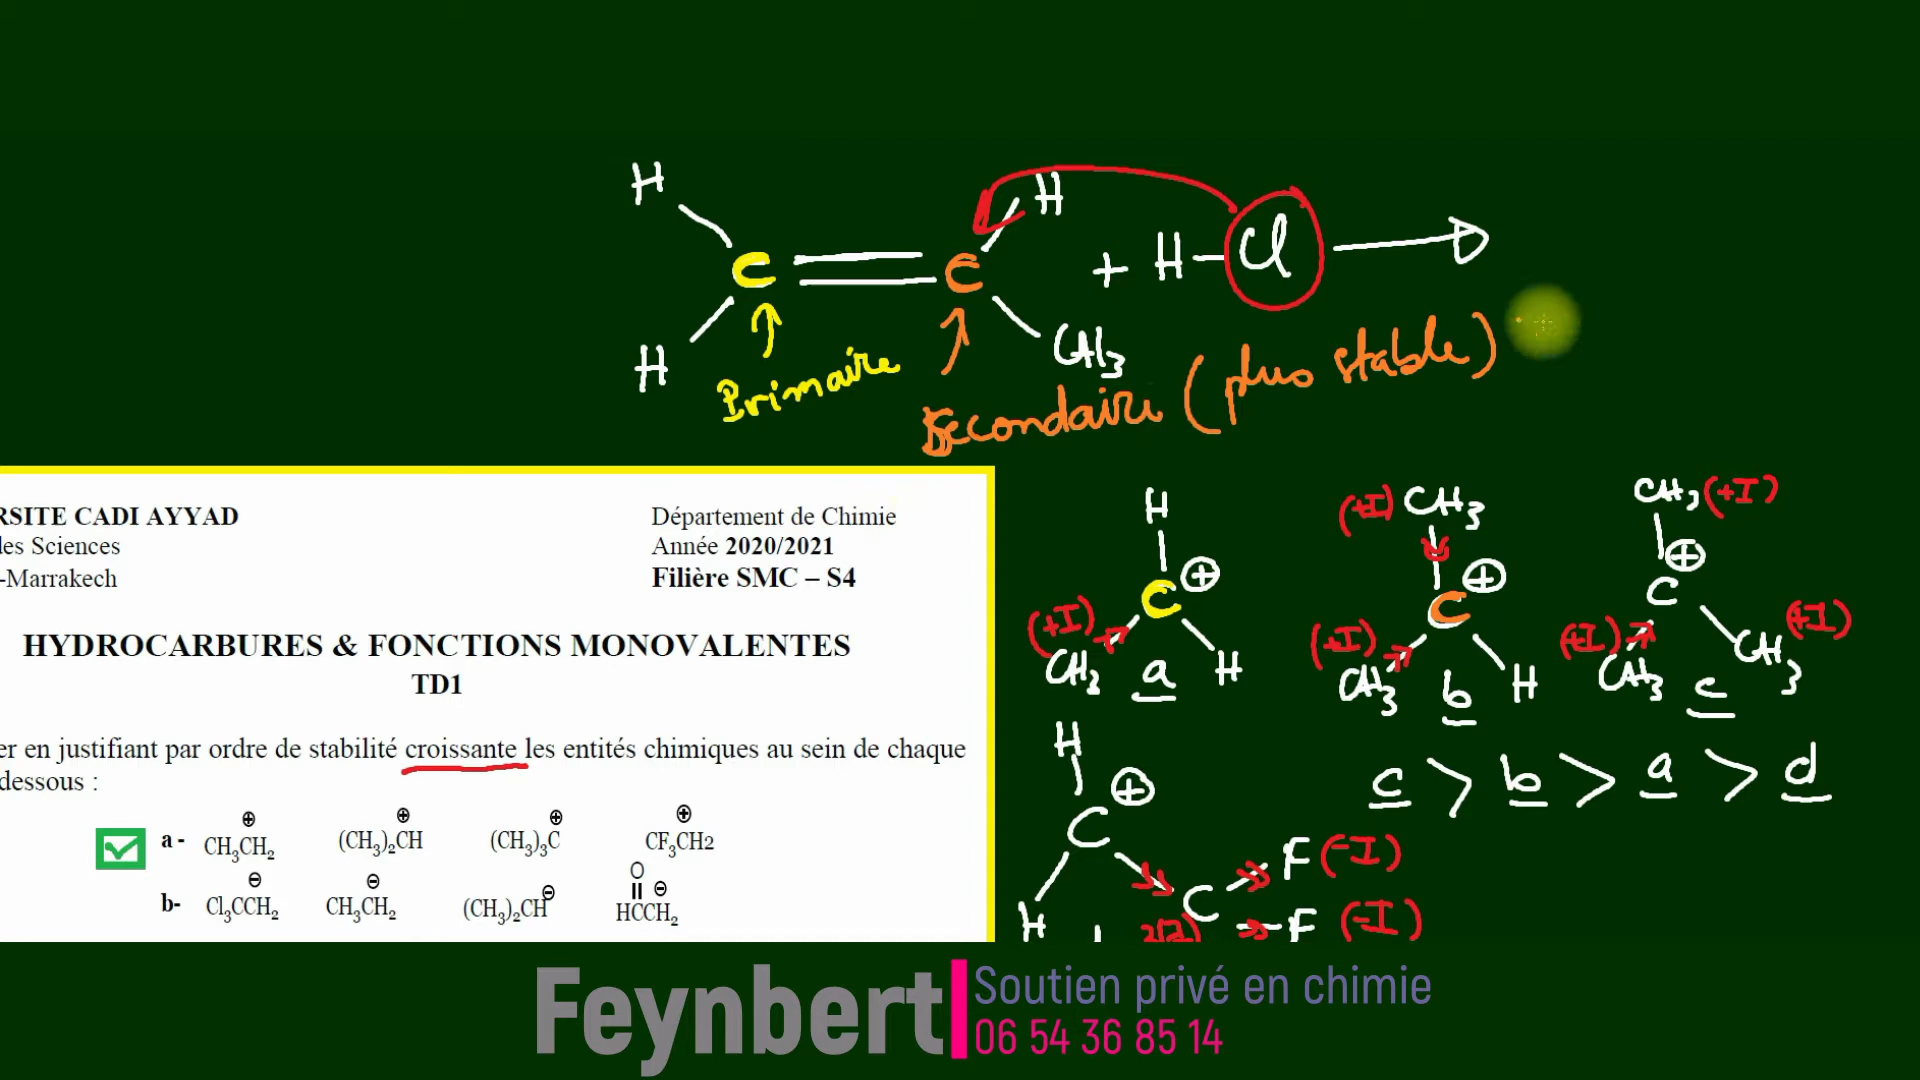 H
H
C C + H-Cl
H CH3
Primaire
Secondaire (plus stable)
RSITE CADI AYYAD
des Sciences
-Marrakech
Département de Chimie
Année 2020/2021
Filière SMC – S4
HYDROCARBURES & FONCTIONS MONOVALENTES
TD1
er en justifiant par ordre de stabilité croissante les entités chimiques au sein de chaque
dessous :
a - CH₃CH₂⊕ (CH₃)₂CH⊕ (CH₃)₃C⊕ CF₃CH2⊕
b- Cl₃CCH₂⊖ CH₃CH₂⊖ (CH₃)₂CH⊖ HCCH₂⊖
O
H
C ⊕
(+I)
CH3 a H
(+I) CH3
C ⊕
(+I)
CH3 b H
CH3 (+I)
⊕
C
(+I) (+I)
CH3 c CH3
c > b > a > d
H
C ⊕
H C F (-I)
F (-I)
Feynbert
Soutien privé en chimie
06 54 36 85 14